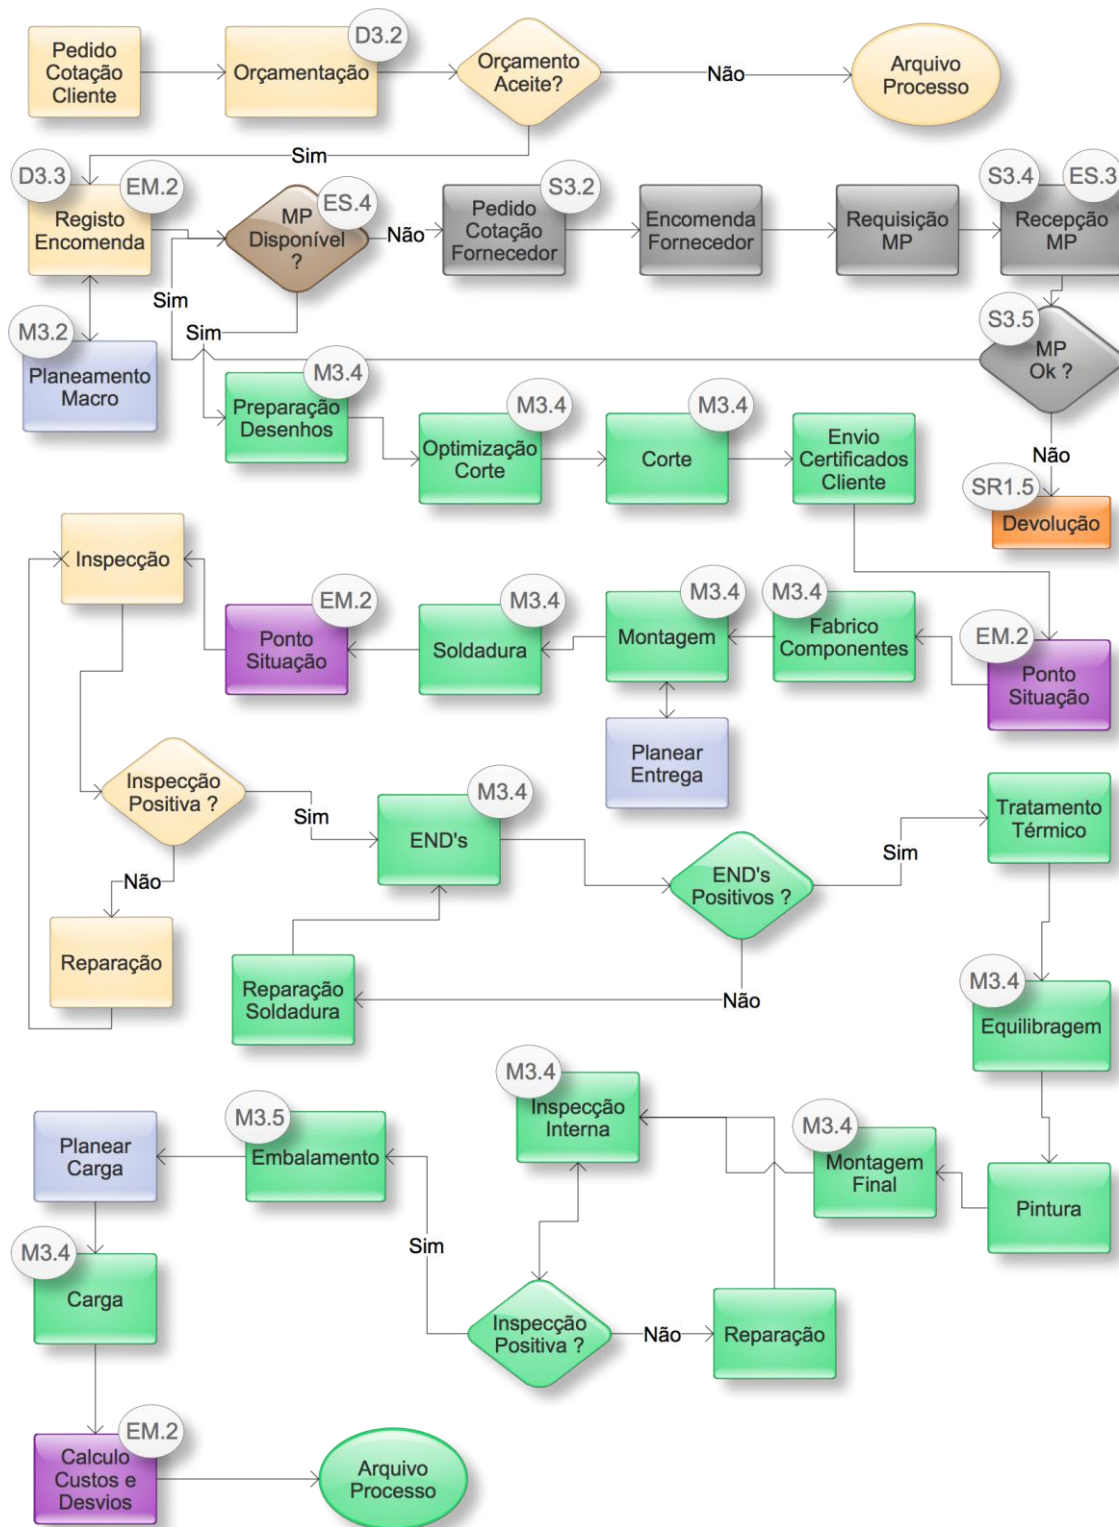 Pedido
Cotação
Cliente
D3.2
Orçamentação
Orçamento
Aceite?
Não
Arquivo
Processo
Sim
D3.3
EM.2
Registo
Encomenda
ES.4
MP
Disponível
?
Não
S3.2
Pedido
Cotação
Fornecedor
Encomenda
Fornecedor
Requisição
MP
S3.4
ES.3
Recepção
MP
Sim
Sim
M3.2
Planeamento
Macro
S3.5
MP
Ok ?
M3.4
Preparação
Desenhos
M3.4
Optimização
Corte
M3.4
Corte
Envio
Certificados
Cliente
Não
SR1.5
Devolução
Inspecção
EM.2
Ponto
Situação
M3.4
Soldadura
M3.4
Montagem
M3.4
Fabrico
Componentes
EM.2
Ponto
Situação
Planear
Entrega
Inspecção
Positiva ?
Sim
M3.4
END's
END's
Positivos ?
Sim
Tratamento
Térmico
Não
Reparação
Reparação
Soldadura
Não
M3.4
Equilibragem
M3.4
Inspecção
Interna
M3.4
Montagem
Final
Pintura
Planear
Carga
M3.5
Embalamento
Sim
M3.4
Carga
Inspecção
Positiva ?
Não
Reparação
EM.2
Calculo
Custos e
Desvios
Arquivo
Processo